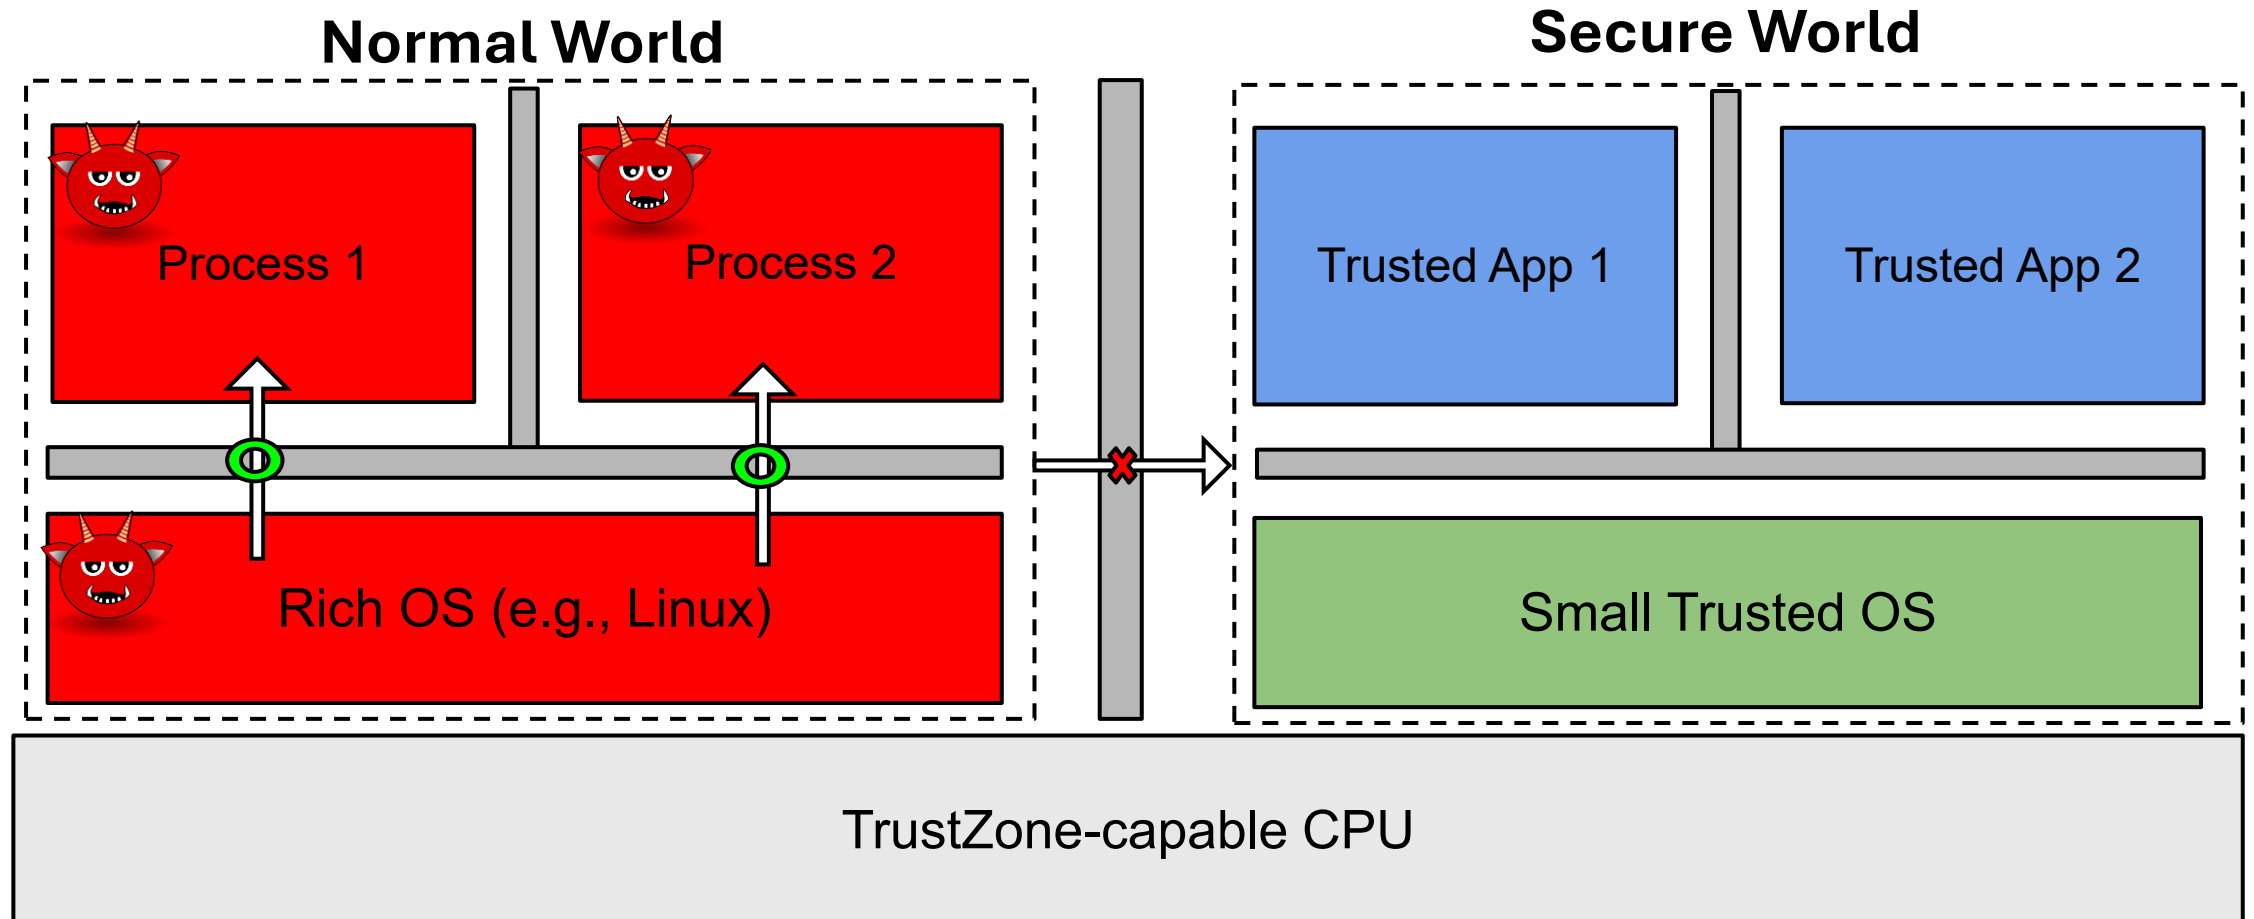 Normal World
Secure World
Process 1
Process 2
Trusted App 1
Trusted App 2
Rich OS (e.g., Linux)
Small Trusted OS
TrustZone-capable CPU